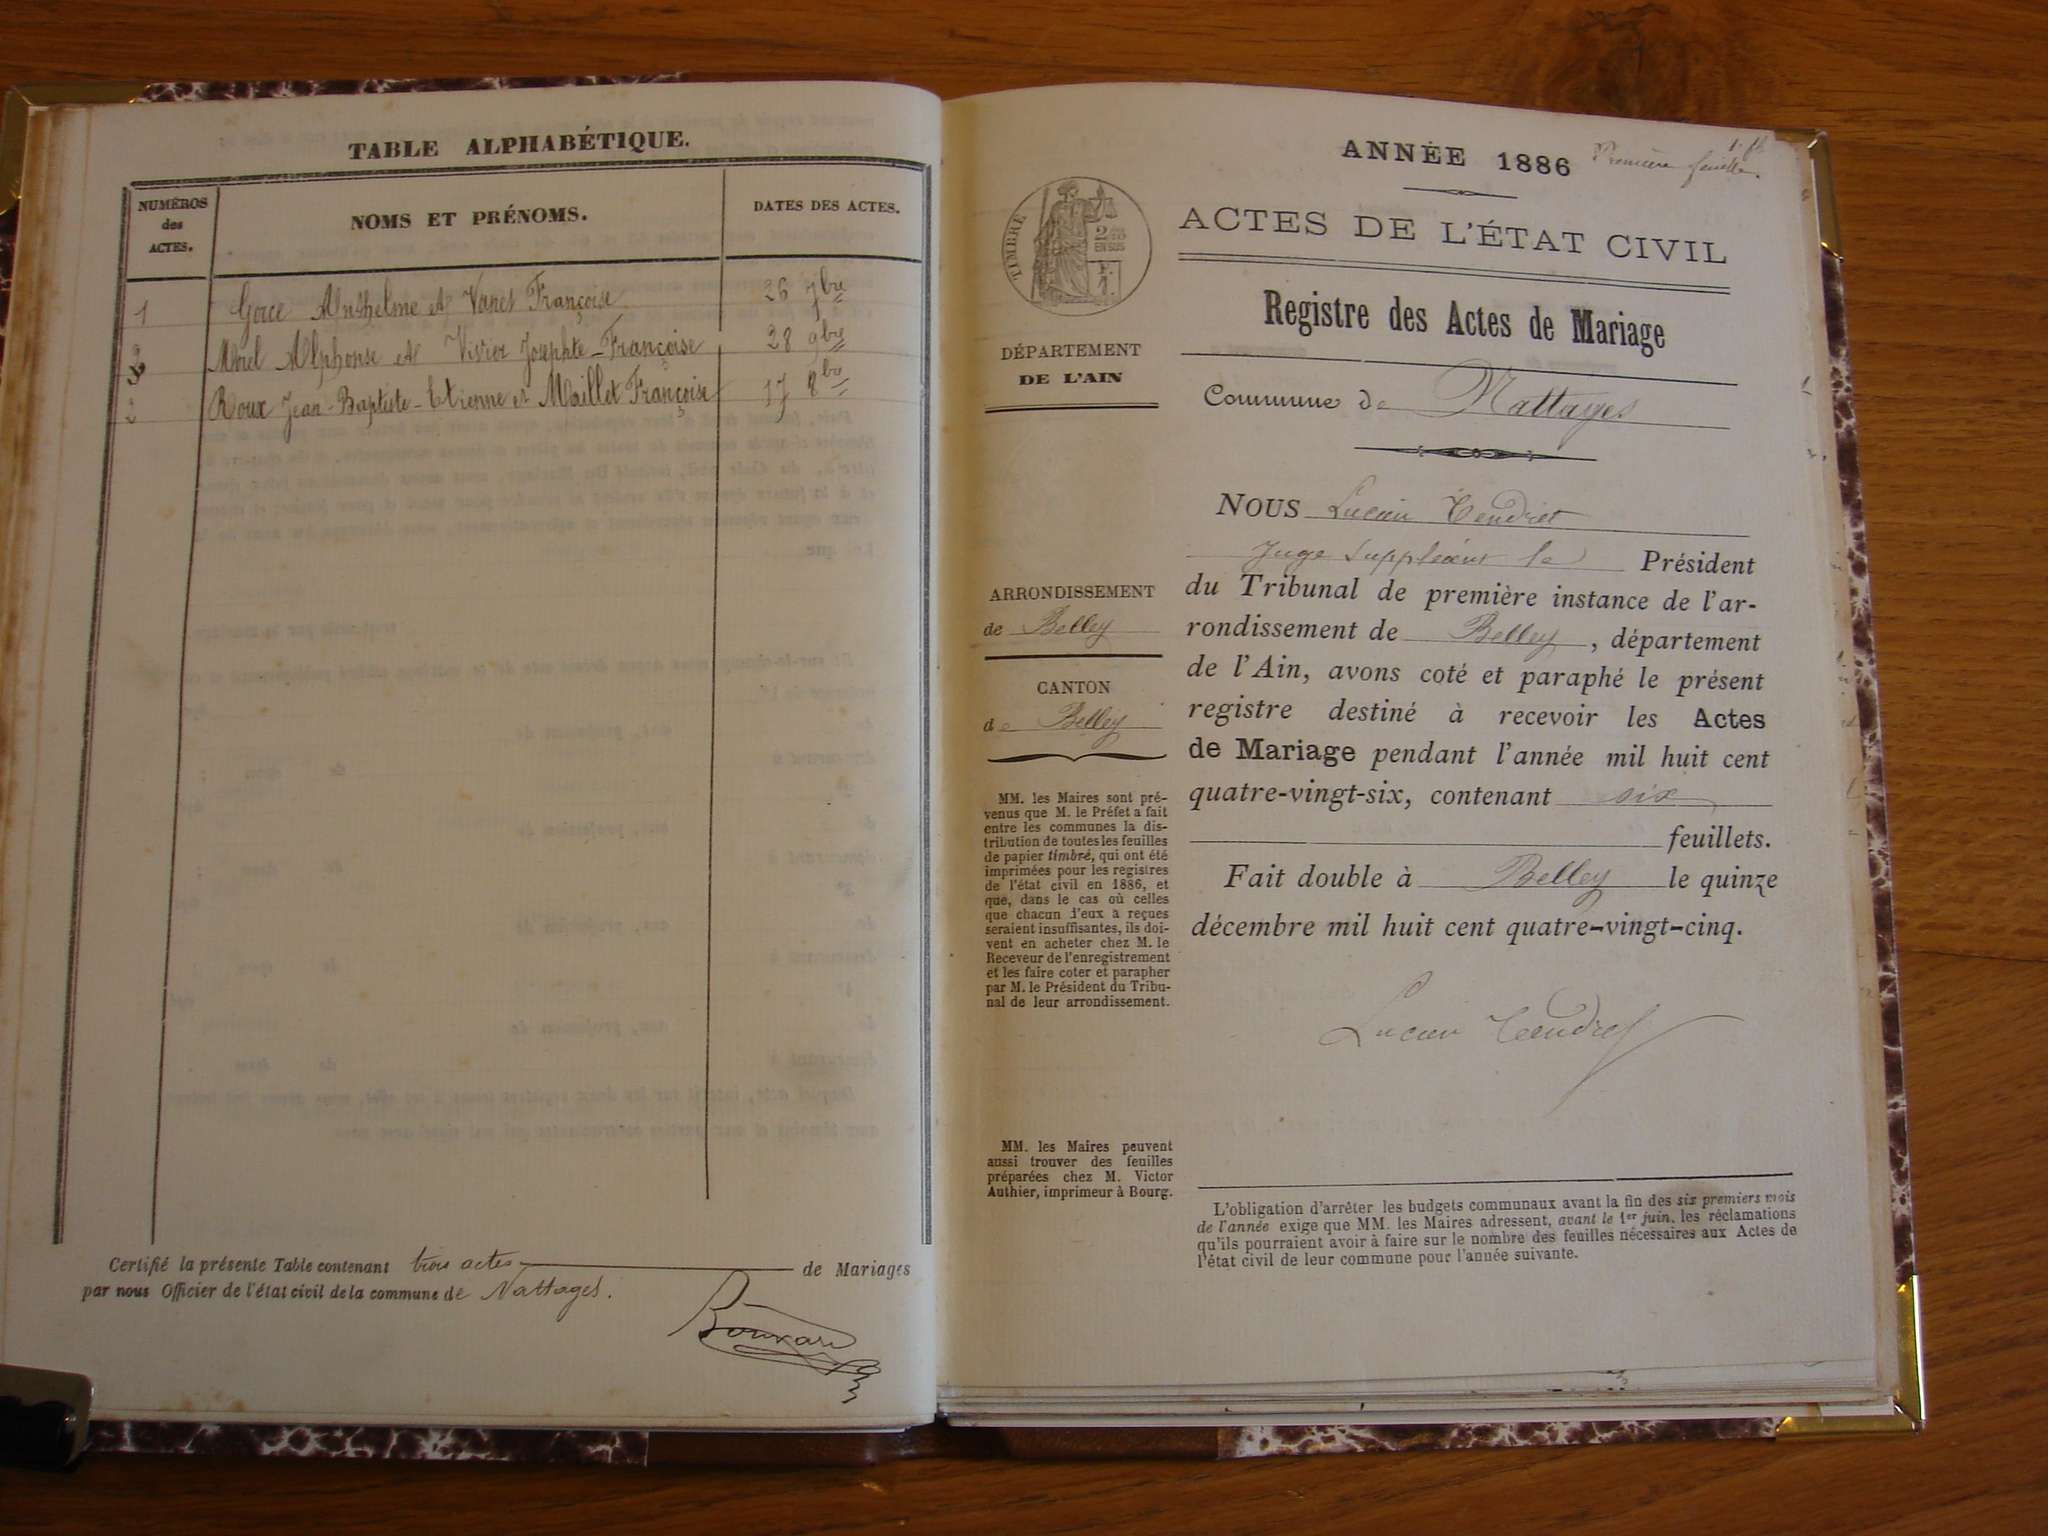 TABLE ALPHABÉTIQUE.
NUMÉROS
des
ACTES.
NOMS ET PRÉNOMS.
DATES DES ACTES.
1 Goice Anthelme et Vanet Françoise 26 7bre
3 Morel Alphonse et Vivier Josephte-Françoise 28 9bre
2 Roux Jean-Baptiste-Etienne et Maillet Françoise 17 8bre
Certifié la présente Table contenant trois actes de Mariages
par nous Officier de l'état civil de la commune de Nattages.
ANNÉE 1886
Première feuille.
TIMBRE
EN SUS
ACTES DE L'ÉTAT CIVIL
Registre des Actes de Mariage
DÉPARTEMENT
DE L'AIN
Commune de Nattages
NOUS Lucien Tendret
Juge Suppléant le Président
du Tribunal de première instance de l'ar-
rondissement de Belley, département
de l'Ain, avons coté et paraphé le présent
registre destiné à recevoir les Actes
de Mariage pendant l'année mil huit cent
quatre-vingt-six, contenant six
feuillets.
Fait double à Belley le quinze
décembre mil huit cent quatre-vingt-cinq.
Lucien Tendret
ARRONDISSEMENT
de Belley
CANTON
de Belley
MM. les Maires sont pré-
venus que M. le Préfet a fait
entre les communes la dis-
tribution de toutes les feuilles
de papier timbré, qui ont été
imprimées pour les registres
de l'état civil en 1886, et
que, dans le cas où celles
que chacun d'eux a reçues
seraient insuffisantes, ils doi-
vent en acheter chez M. le
Receveur de l'enregistrement
et les faire coter et parapher
par M. le Président du Tribu-
nal de leur arrondissement.
MM. les Maires peuvent
aussi trouver des feuilles
préparées chez M. Victor
Authier, imprimeur à Bourg.
L'obligation d'arrêter les budgets communaux avant la fin des six premiers mois
de l'année exige que MM. les Maires adressent, avant le 1er juin, les réclamations
qu'ils pourraient avoir à faire sur le nombre des feuilles nécessaires aux Actes de
l'état civil de leur commune pour l'année suivante.